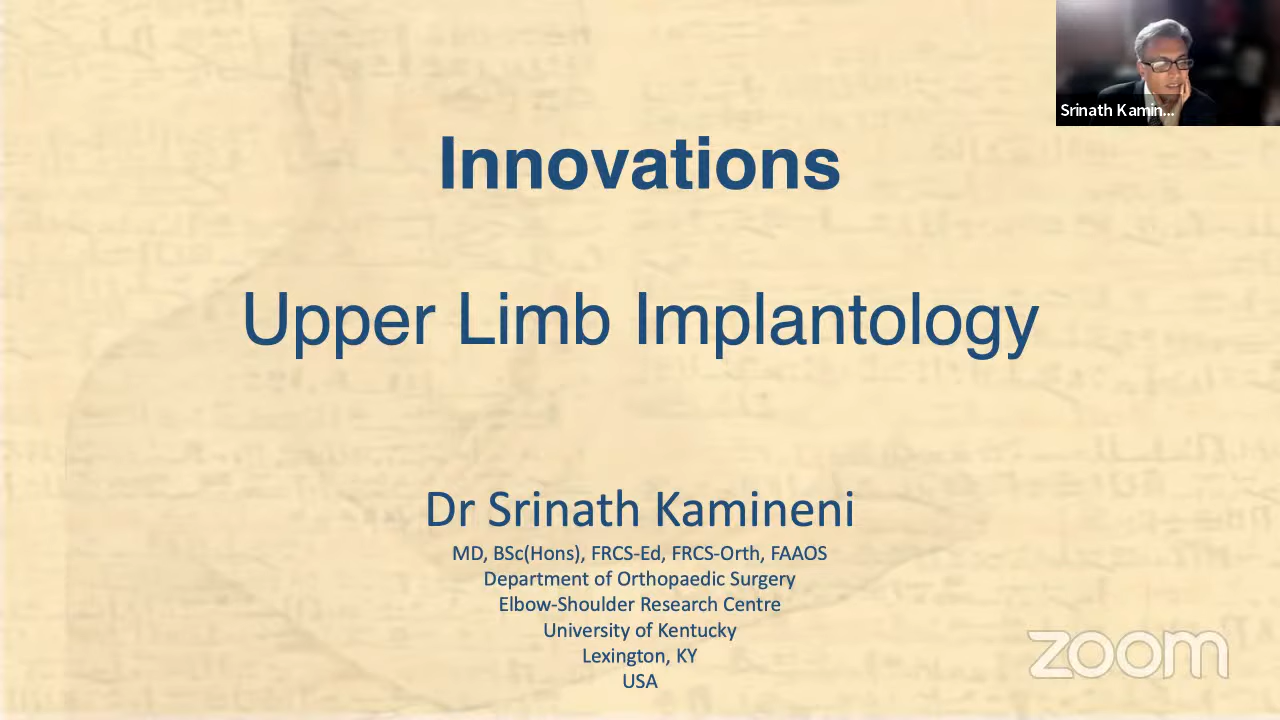 Srinath Kamin...
Innovations
Upper Limb Implantology
Dr Srinath Kamineni
MD, BSc(Hons), FRCS-Ed, FRCS-Orth, FAAOS
Department of Orthopaedic Surgery
Elbow-Shoulder Research Centre
University of Kentucky
Lexington, KY
USA
zoom